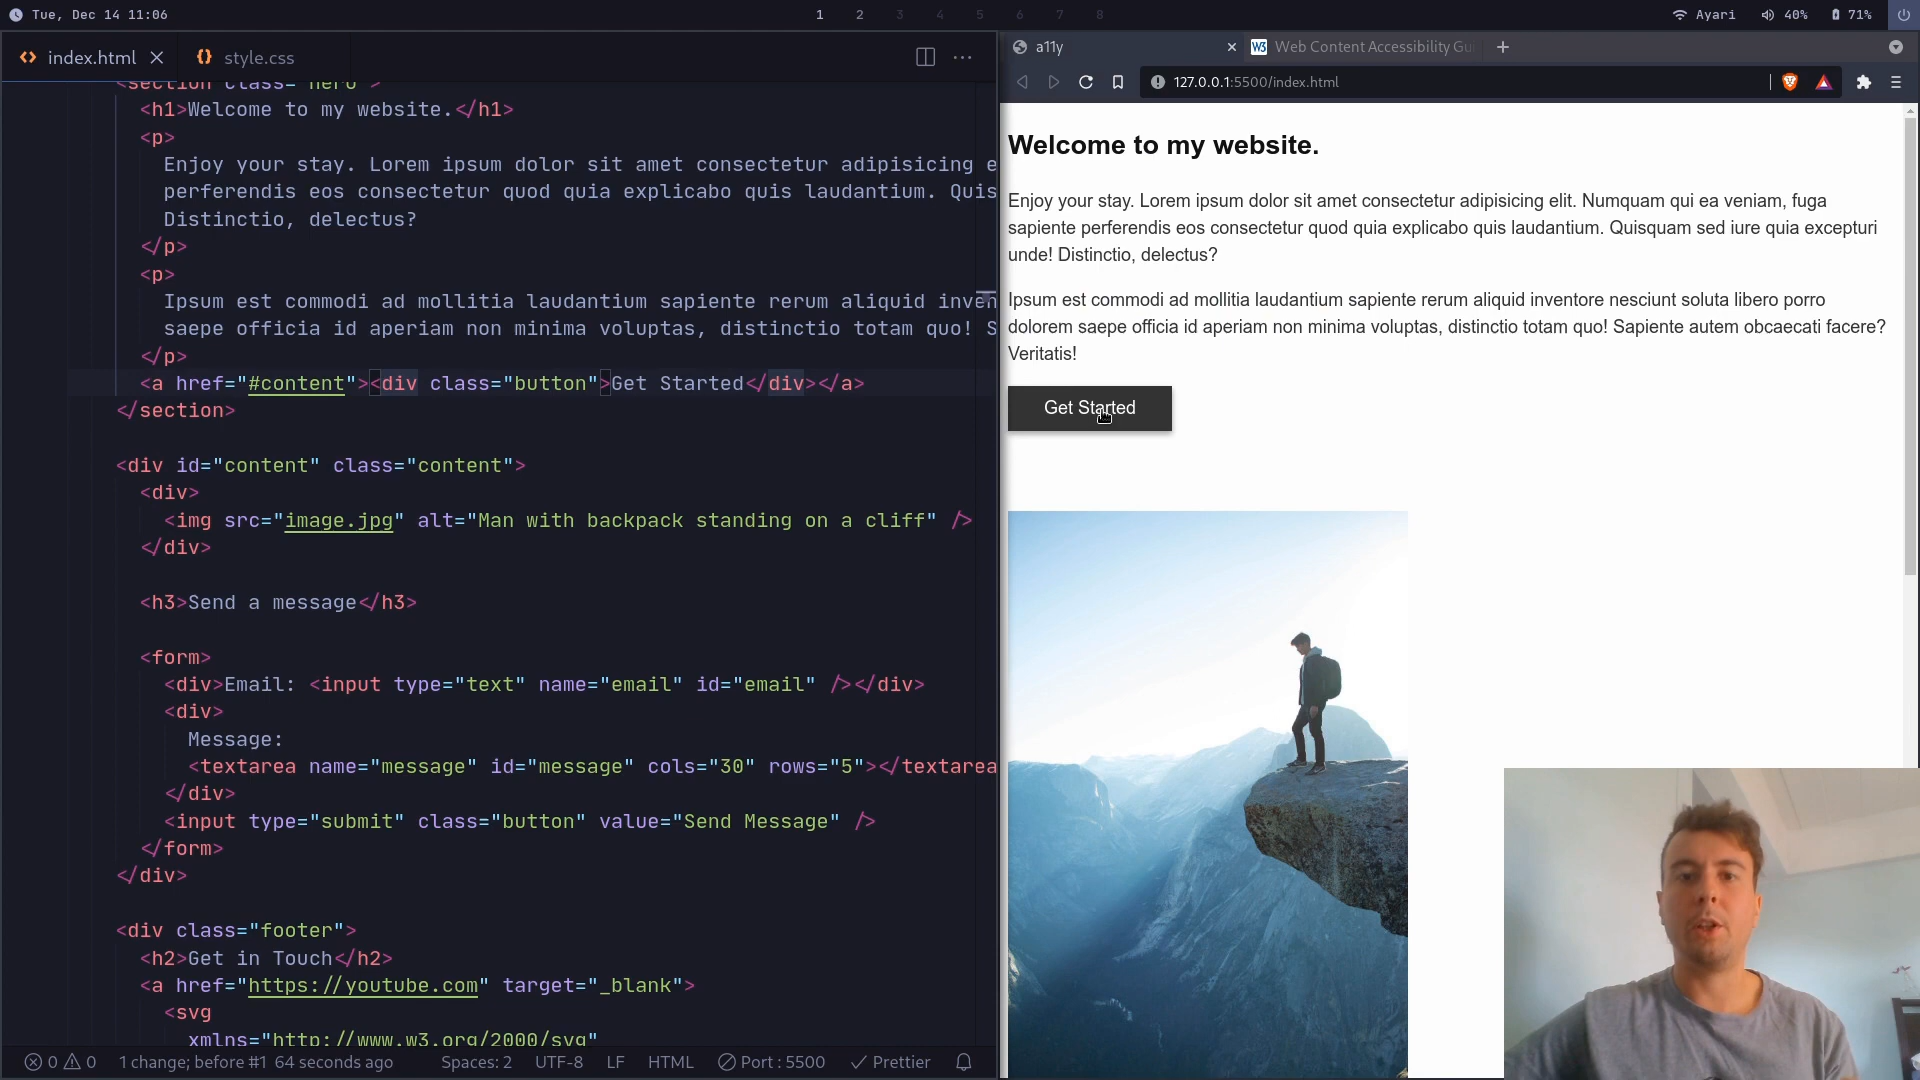 Tue, Dec 14 11:06
1 2 3 4 5 6 7 8
Ayari 40% 71%
index.html
style.css
<section class="hero">
<h1>Welcome to my website.</h1>
<p>
Enjoy your stay. Lorem ipsum dolor sit amet consectetur adipisicing e
perferendis eos consectetur quod quia explicabo quis laudantium. Quis
Distinctio, delectus?
</p>
<p>
Ipsum est commodi ad mollitia laudantium sapiente rerum aliquid inven
saepe officia id aperiam non minima voluptas, distinctio totam quo! S
</p>
<a href="#content"><div class="button">Get Started</div></a>
</section>
<div id="content" class="content">
<div>
<img src="image.jpg" alt="Man with backpack standing on a cliff" />
</div>
<h3>Send a message</h3>
<form>
<div>Email: <input type="text" name="email" id="email" /></div>
<div>
Message:
<textarea name="message" id="message" cols="30" rows="5"></textarea
</div>
<input type="submit" class="button" value="Send Message" />
</form>
</div>
<div class="footer">
<h2>Get in Touch</h2>
<a href="https://youtube.com" target="_blank">
<svg
xmlns="http://www.w3.org/2000/svg"
0 0 1 change; before #1 64 seconds ago Spaces: 2 UTF-8 LF HTML Port : 5500 Prettier
a11y
W3 Web Content Accessibility Gui
127.0.0.1:5500/index.html
Welcome to my website.
Enjoy your stay. Lorem ipsum dolor sit amet consectetur adipisicing elit. Numquam qui ea veniam, fuga
sapiente perferendis eos consectetur quod quia explicabo quis laudantium. Quisquam sed iure quia excepturi
unde! Distinctio, delectus?
Ipsum est commodi ad mollitia laudantium sapiente rerum aliquid inventore nesciunt soluta libero porro
dolorem saepe officia id aperiam non minima voluptas, distinctio totam quo! Sapiente autem obcaecati facere?
Veritatis!
Get Started